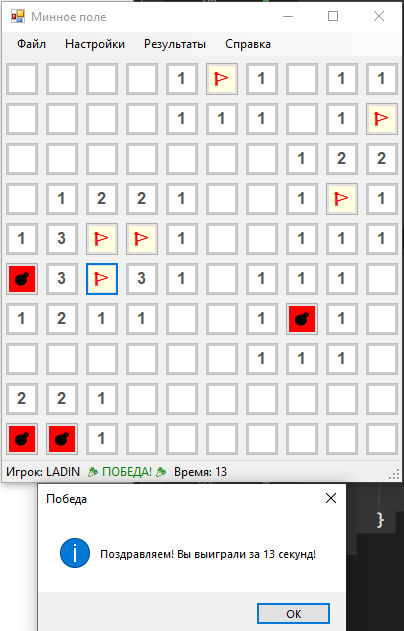 Минное поле
Файл Настройки Результаты Справка
1 1 1 1
1 1 1 1
1 2 2
1 2 2 1 1 1
1 3 1 1 1 1
3 3 1 1 1 1
1 2 1 1 1 1
1 1 1
2 2 1
1
Игрок: LADIN ПОБЕДА! Время: 13
}
Победа
Поздравляем! Вы выиграли за 13 секунд!
OK